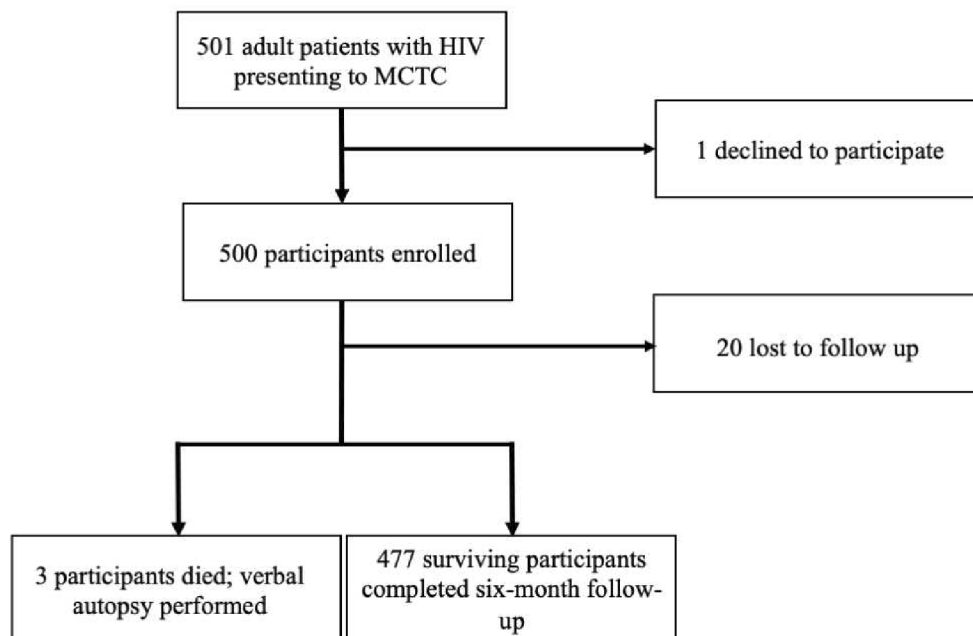 501 adult patients with HIV
presenting to MCTC
1 declined to participate
500 participants enrolled
20 lost to follow up
3 participants died; verbal
autopsy performed
477 surviving participants
completed six-month follow-
up